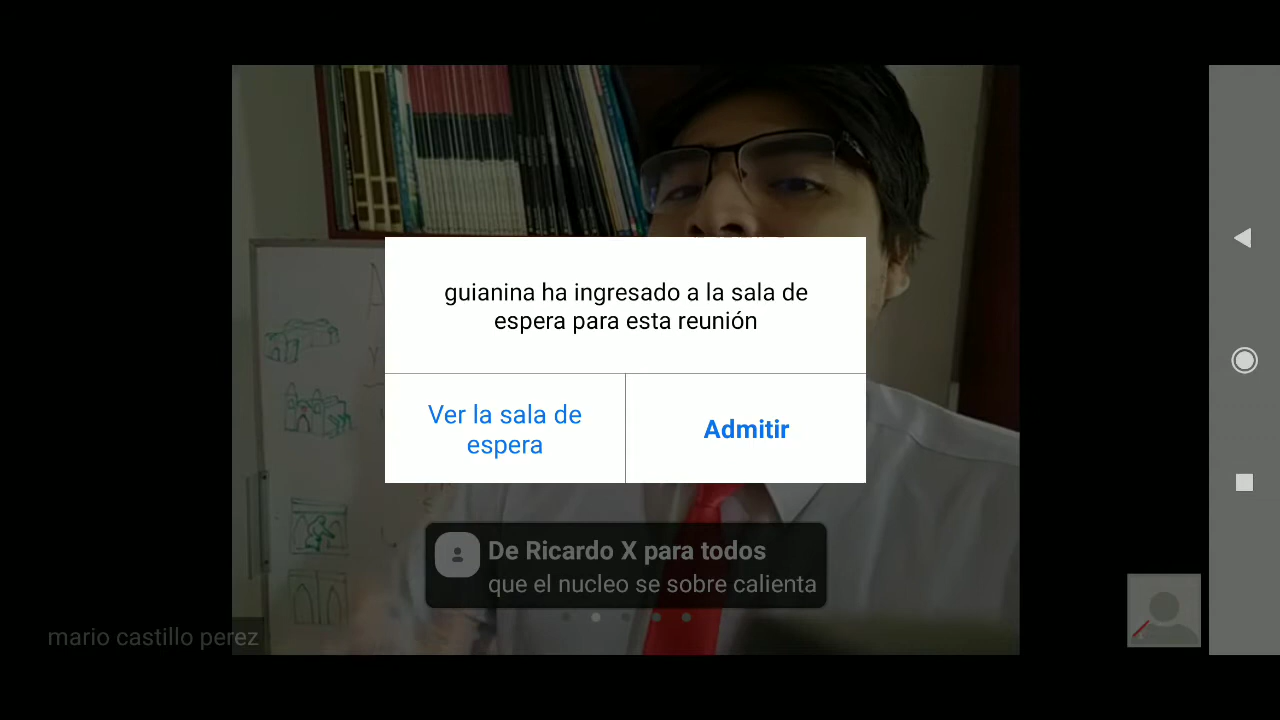 guianina ha ingresado a la sala de
espera para esta reunión
Ver la sala de
espera
Admitir
De Ricardo X para todos
que el nucleo se sobre calienta
mario castillo perez